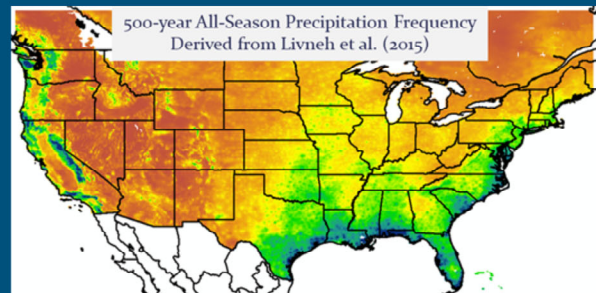 500-year All-Season Precipitation Frequency
Derived from Livneh et al. (2015)